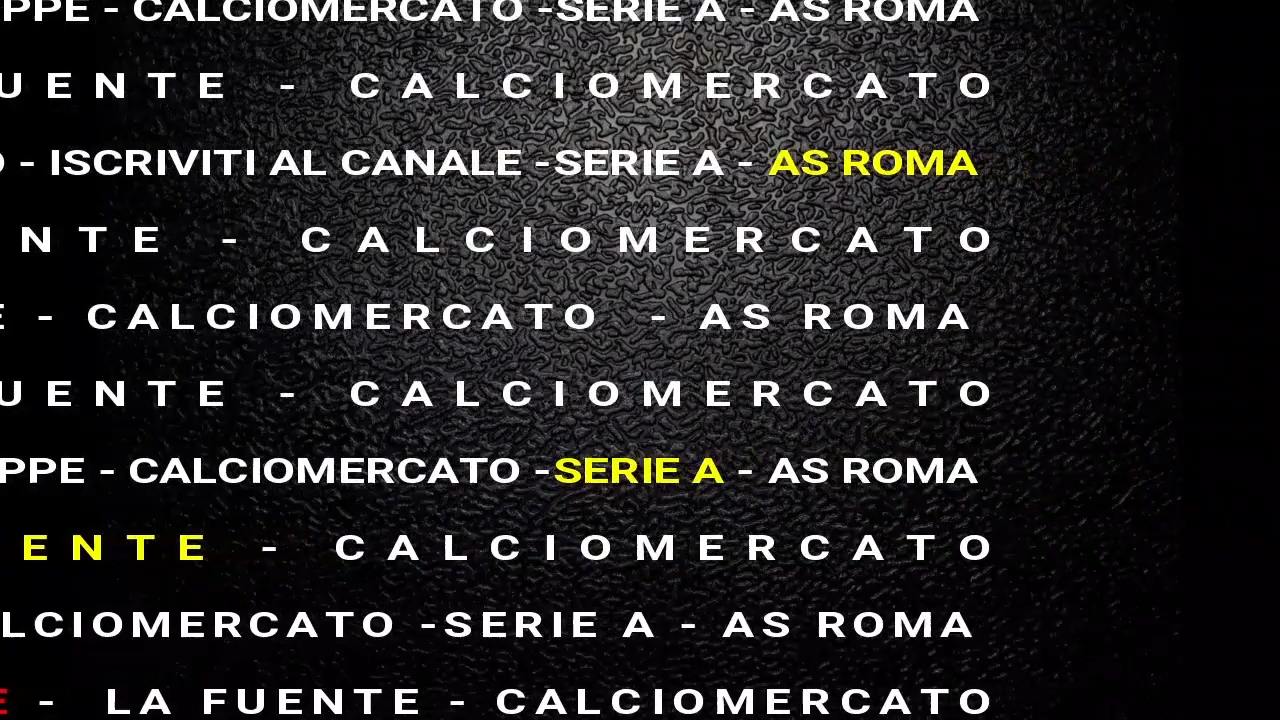 PPE - CALCIOMERCATO -SERIE A - AS ROMA
UENTE - CALCIOMERCATO
O - ISCRIVITI AL CANALE -SERIE A - AS ROMA
NTE - CALCIOMERCATO
E - CALCIOMERCATO - AS ROMA
UENTE - CALCIOMERCATO
PPE - CALCIOMERCATO -SERIE A - AS ROMA
ENTE - CALCIOMERCATO
LCIOMERCATO -SERIE A - AS ROMA
E - LA FUENTE - CALCIOMERCATO